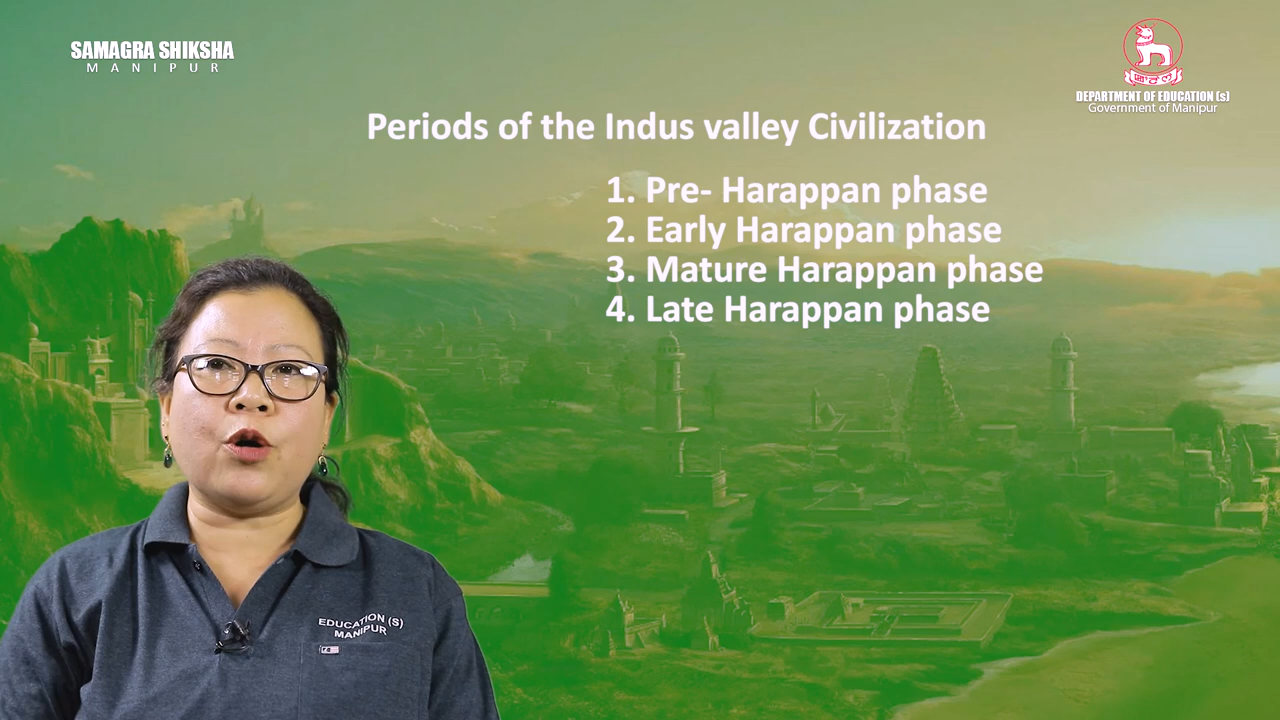 SAMAGRA SHIKSHA
MANIPUR
DEPARTMENT OF EDUCATION (s)
Government of Manipur
Periods of the Indus valley Civilization
1. Pre- Harappan phase
2. Early Harappan phase
3. Mature Harappan phase
4. Late Harappan phase
EDUCATION (S)
MANIPUR